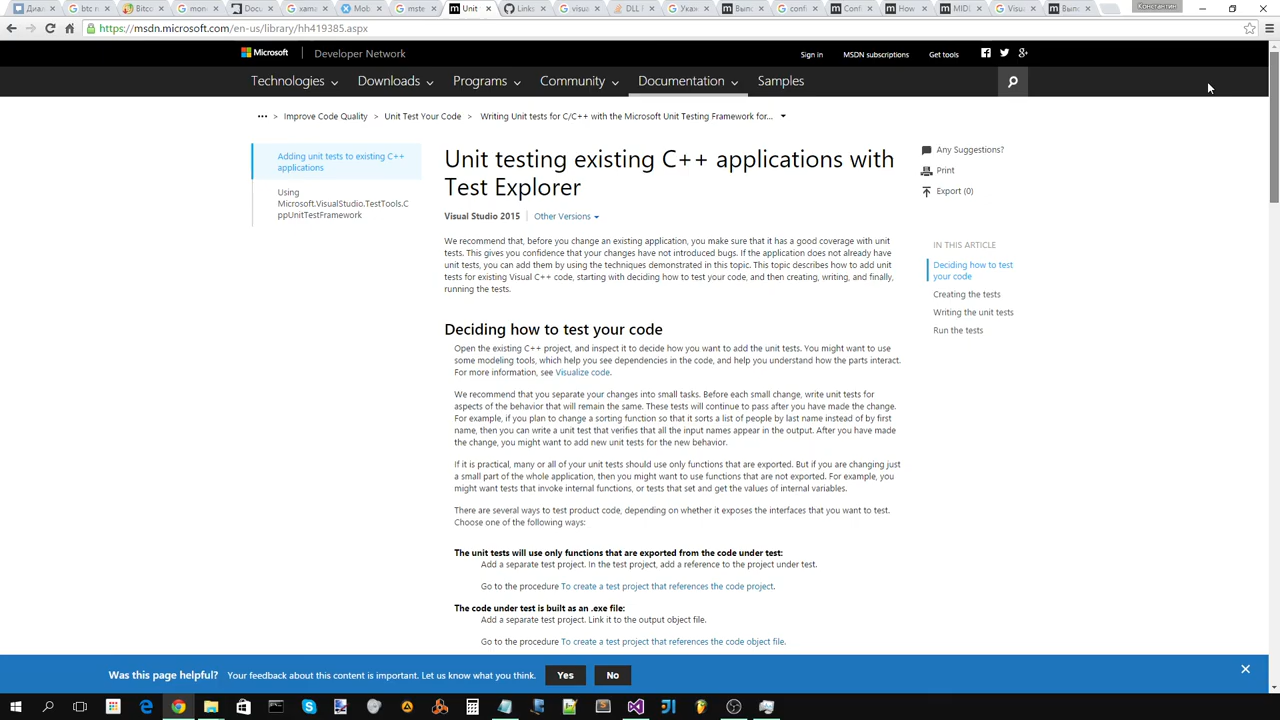 Диал
btc m
Bitco
mone
Docu
xama
Mob
mste
Unit
Links
visua
DLL
Указ
Вып
confi
Conf
How
MIDI
Visua
Выпо
Константин
https://msdn.microsoft.com/en-us/library/hh419385.aspx
Microsoft
Developer Network
Sign in
MSDN subscriptions
Get tools
Technologies
Downloads
Programs
Community
Documentation
Samples
••• > Improve Code Quality > Unit Test Your Code > Writing Unit tests for C/C++ with the Microsoft Unit Testing Framework for...
Adding unit tests to existing C++
applications
Using
Microsoft.VisualStudio.TestTools.C
ppUnitTestFramework
Unit testing existing C++ applications with
Test Explorer
Visual Studio 2015 Other Versions
We recommend that, before you change an existing application, you make sure that it has a good coverage with unit
tests. This gives you confidence that your changes have not introduced bugs. If the application does not already have
unit tests, you can add them by using the techniques demonstrated in this topic. This topic describes how to add unit
tests for existing Visual C++ code, starting with deciding how to test your code, and then creating, writing, and finally,
running the tests.
Deciding how to test your code
Open the existing C++ project, and inspect it to decide how you want to add the unit tests. You might want to use
some modeling tools, which help you see dependencies in the code, and help you understand how the parts interact.
For more information, see Visualize code.
We recommend that you separate your changes into small tasks. Before each small change, write unit tests for
aspects of the behavior that will remain the same. These tests will continue to pass after you have made the change.
For example, if you plan to change a sorting function so that it sorts a list of people by last name instead of by first
name, then you can write a unit test that verifies that all the input names appear in the output. After you have made
the change, you might want to add new unit tests for the new behavior.
If it is practical, many or all of your unit tests should use only functions that are exported. But if you are changing just
a small part of the whole application, then you might want to use functions that are not exported. For example, you
might want tests that invoke internal functions, or tests that set and get the values of internal variables.
There are several ways to test product code, depending on whether it exposes the interfaces that you want to test.
Choose one of the following ways:
The unit tests will use only functions that are exported from the code under test:
Add a separate test project. In the test project, add a reference to the project under test.
Go to the procedure To create a test project that references the code project.
The code under test is built as an .exe file:
Add a separate test project. Link it to the output object file.
Go to the procedure To create a test project that references the code object file.
Any Suggestions?
Print
Export (0)
IN THIS ARTICLE
Deciding how to test
your code
Creating the tests
Writing the unit tests
Run the tests
Was this page helpful? Your feedback about this content is important. Let us know what you think. Yes No